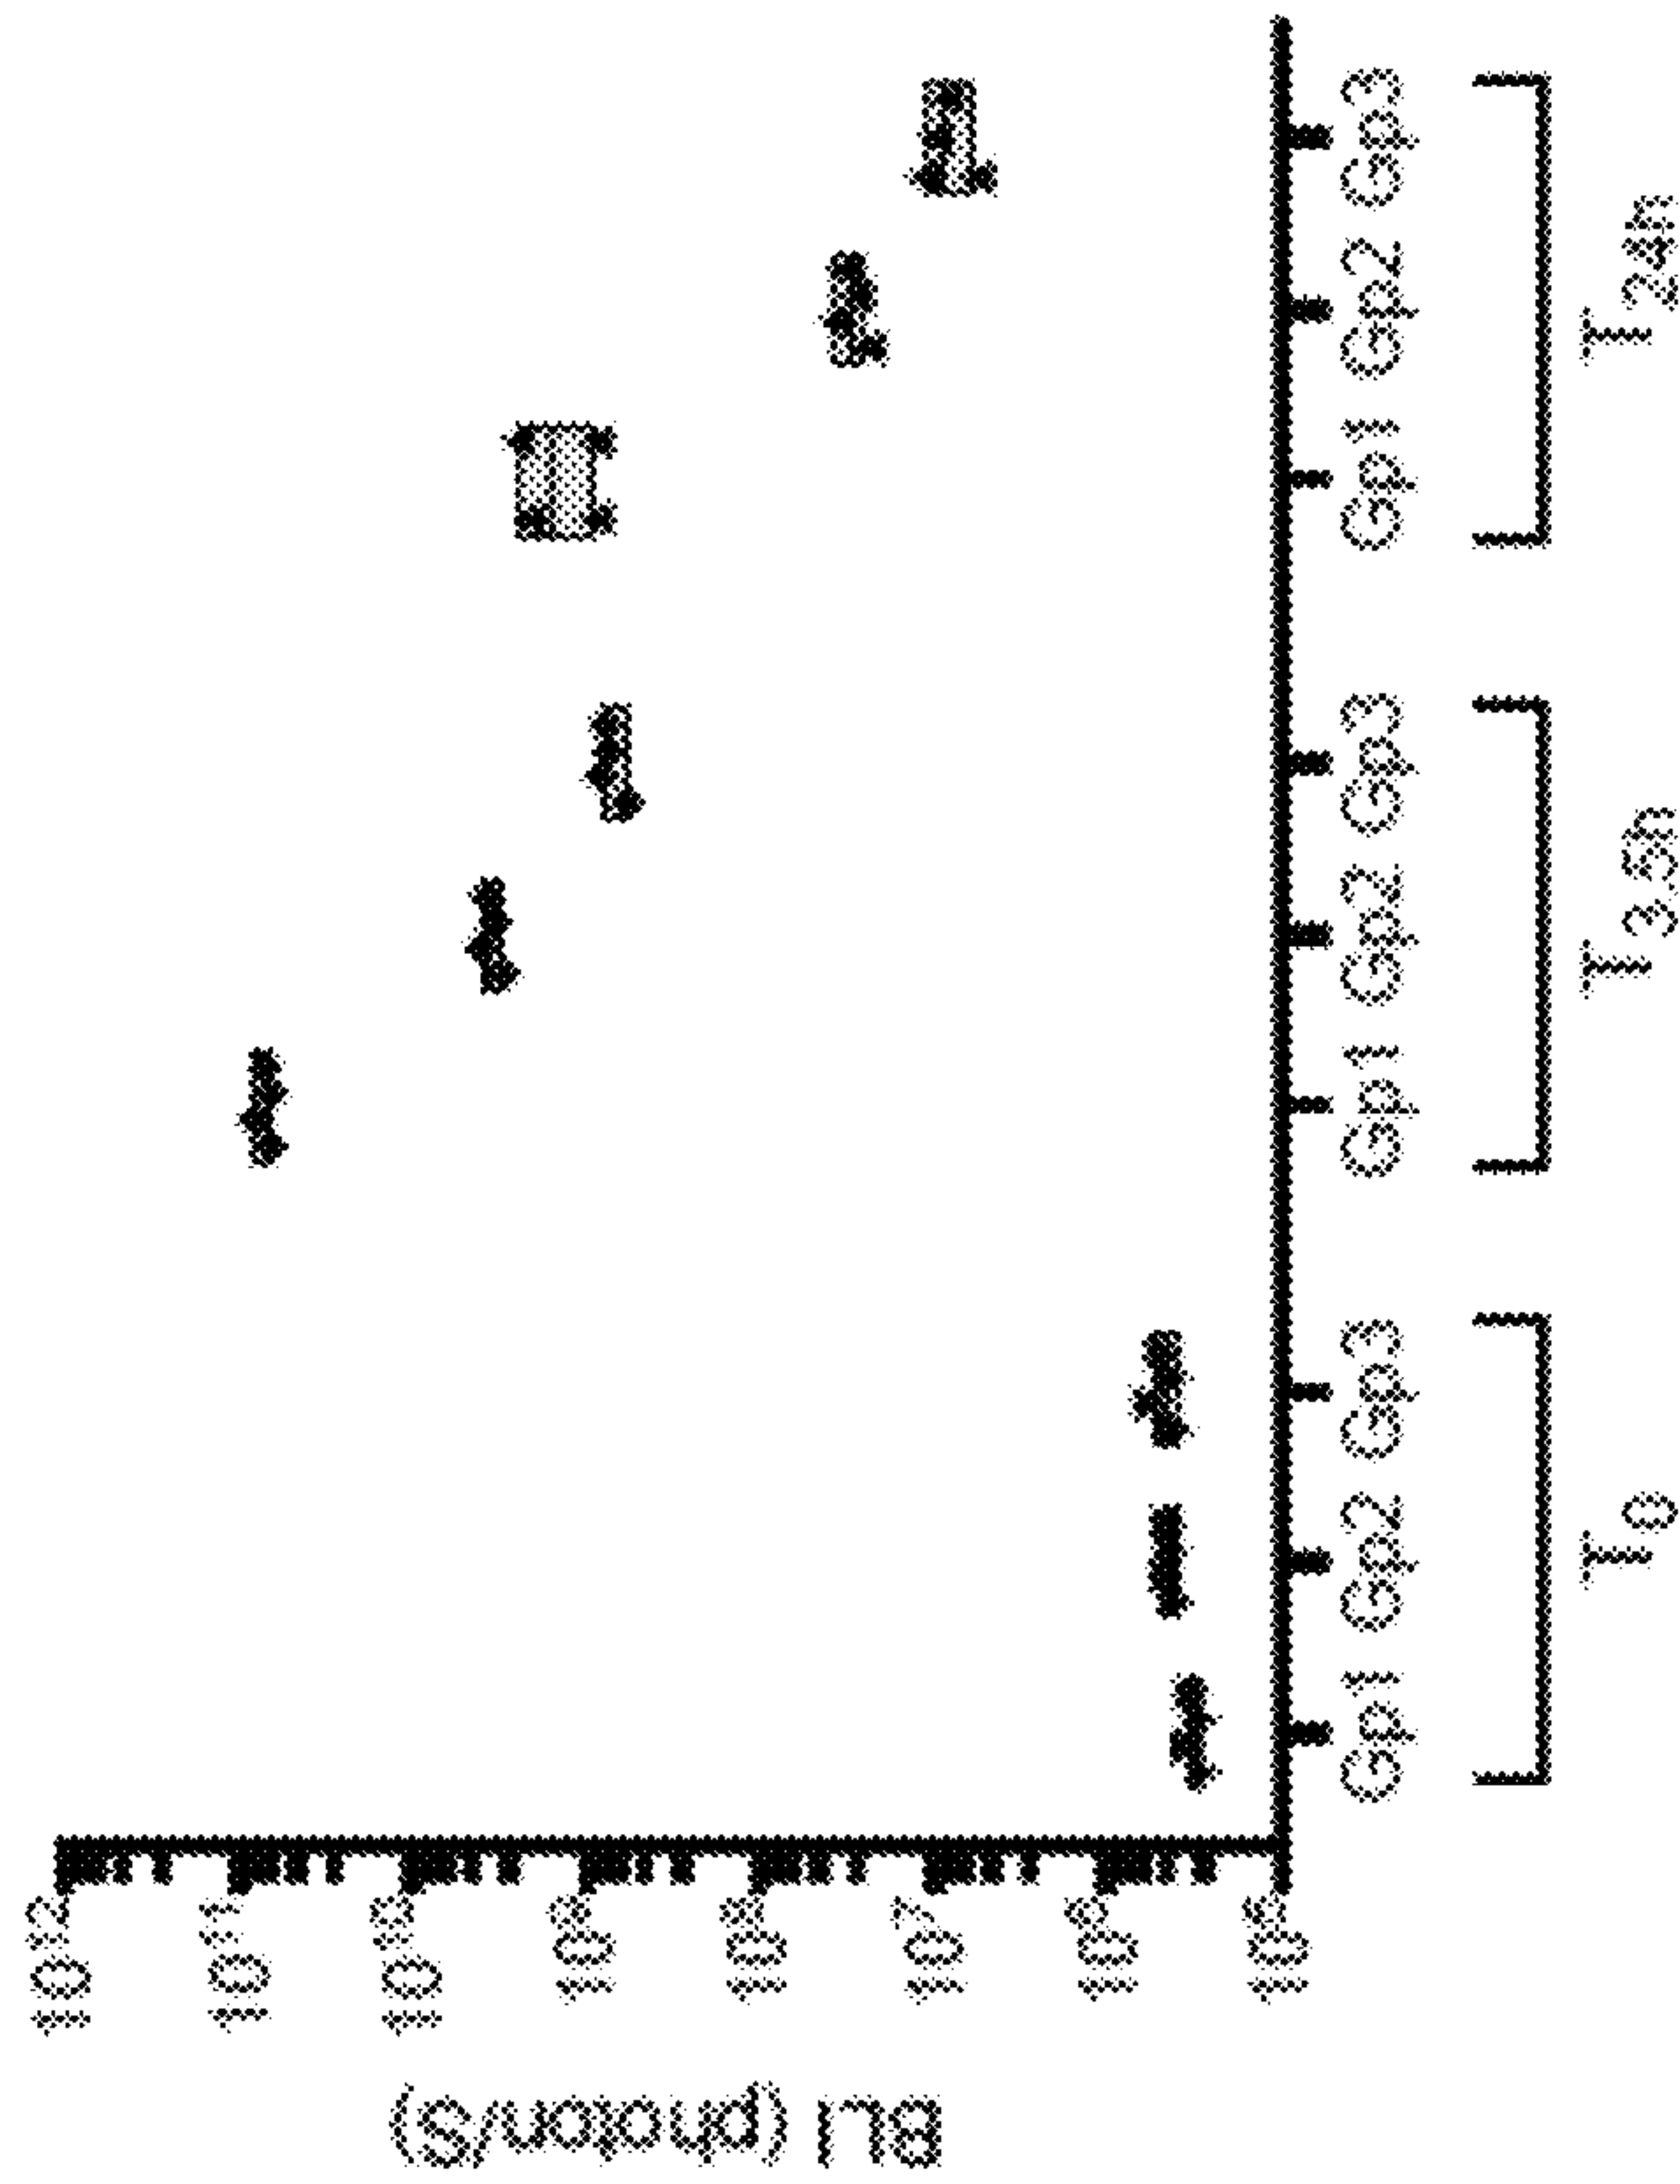 BLI (photon/s)
10¹²
10¹¹
10¹⁰
10⁹
10⁸
10⁷
10⁶
10⁵
Gp1 Gp2 Gp3 Gp1 Gp2 Gp3 Gp1 Gp2 Gp3
T₀ T₃.₅ₕ T₂₄ₕ